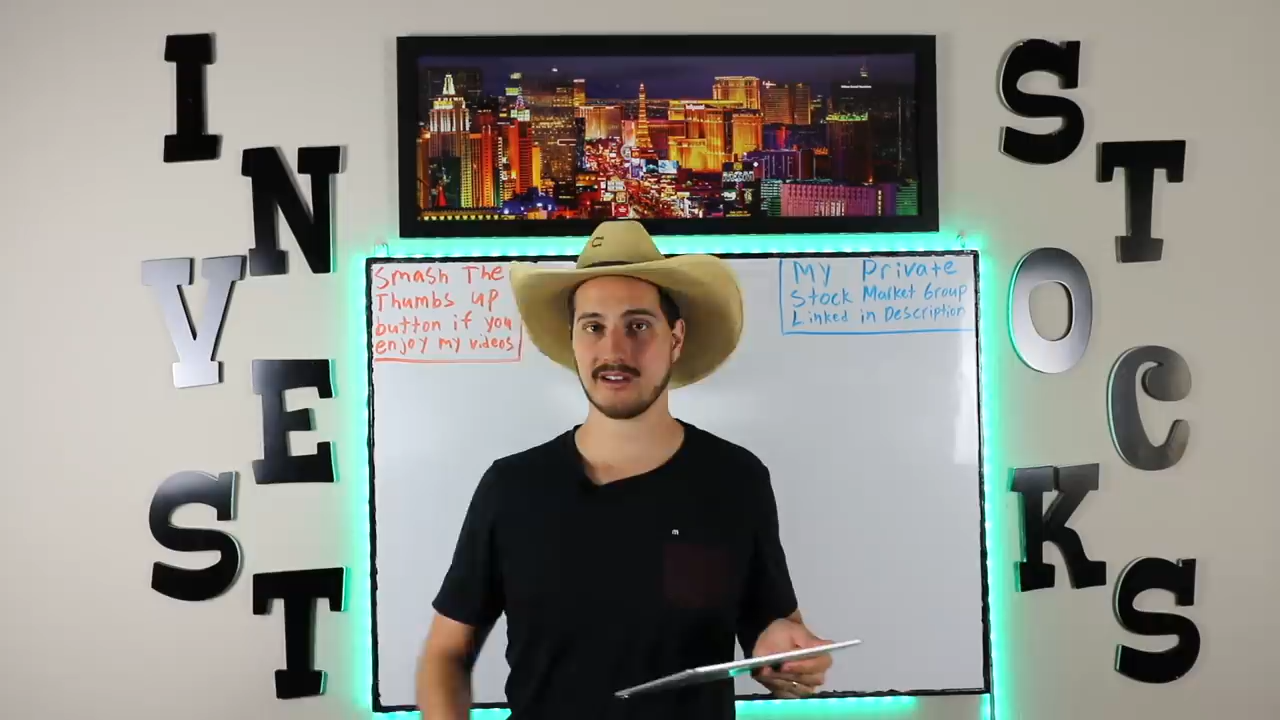 INVEST
STOCKS
Smash The
Thumbs up
button if you
enjoy my videos
My Private
Stock Market Group
Linked in Description